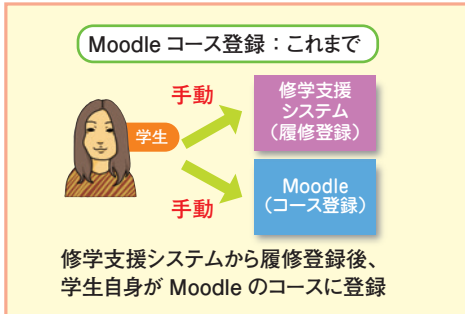 Moodle コース登録：これまで
手動
修学支援
システム
（履修登録）
学生
手動
Moodle
（コース登録）
修学支援システムから履修登録後、
学生自身が Moodle のコースに登録